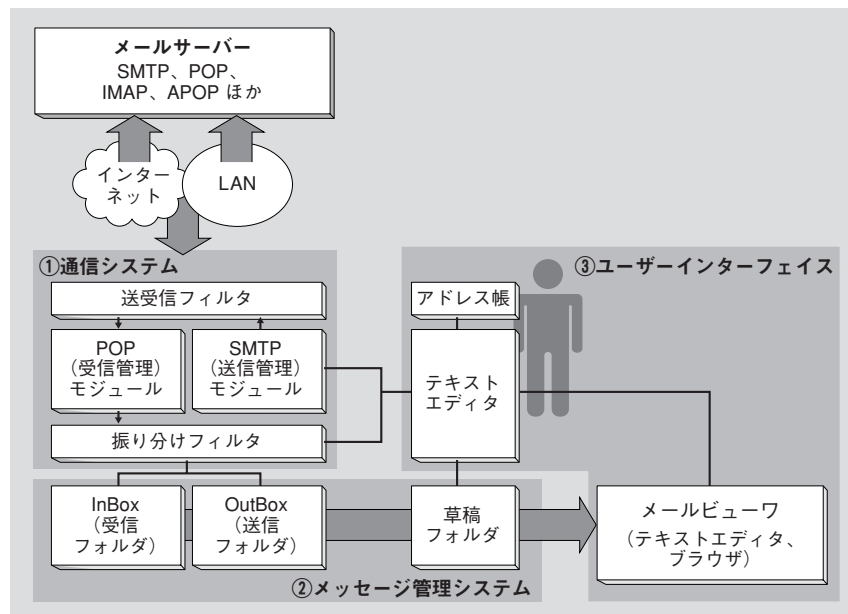 メールサーバー
SMTP、POP、
IMAP、APOP ほか
インター
ネット
LAN
①通信システム
送受信フィルタ
POP
（受信管理）
モジュール
SMTP
（送信管理）
モジュール
振り分けフィルタ
③ユーザーインターフェイス
アドレス帳
テキスト
エディタ
InBox
（受信
フォルダ）
OutBox
（送信
フォルダ）
草稿
フォルダ
メールビューワ
（テキストエディタ、
ブラウザ）
②メッセージ管理システム